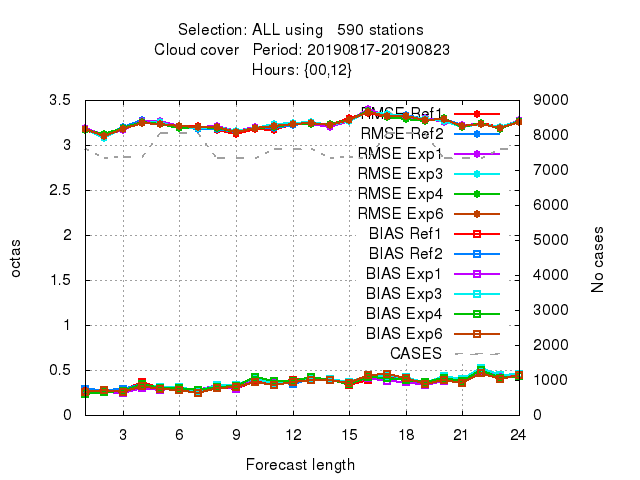 Selection: ALL using   590 stations
Cloud cover   Period: 20190817-20190823
Hours: {00,12}
3.5
3
2.5
2
1.5
1
0.5
0
octas
9000
8000
7000
6000
5000
4000
3000
2000
1000
0
No cases
RMSE Ref1
RMSE Ref2
RMSE Exp1
RMSE Exp3
RMSE Exp4
RMSE Exp6
BIAS Ref1
BIAS Ref2
BIAS Exp1
BIAS Exp3
BIAS Exp4
BIAS Exp6
CASES
3 6 9 12 15 18 21 24
Forecast length